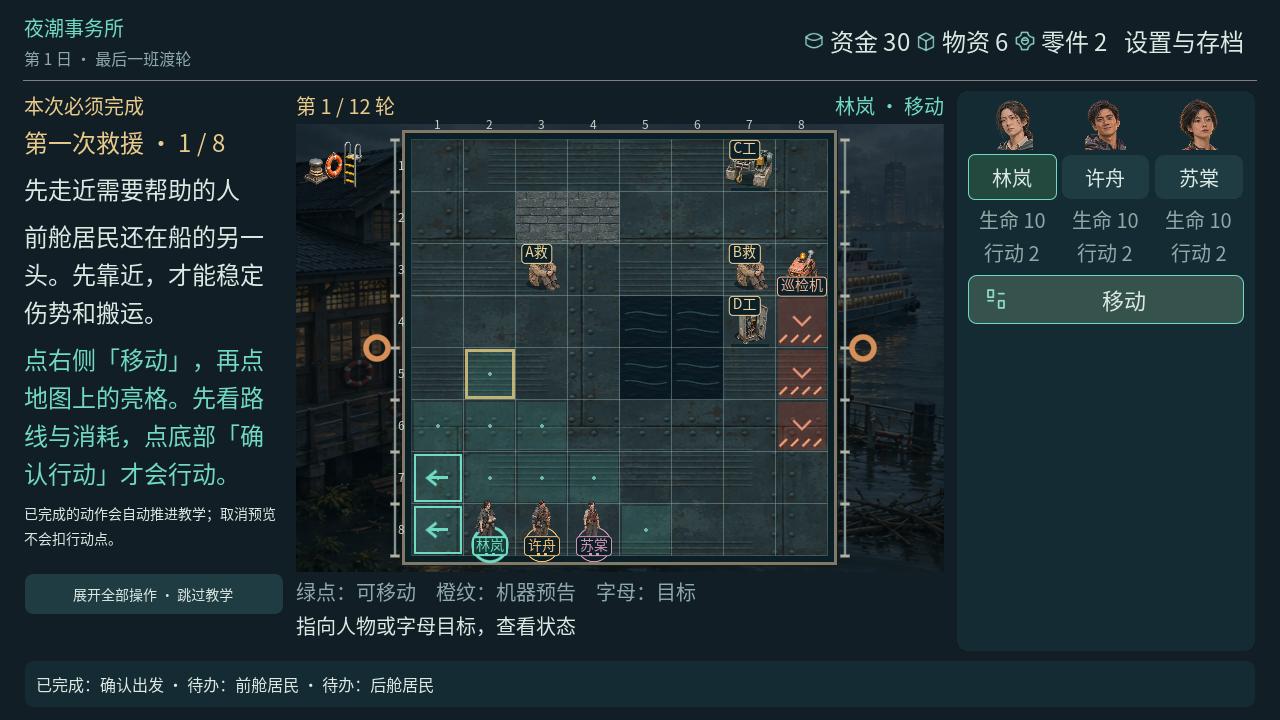 夜潮事务所
第 1 日 · 最后一班渡轮
资金 30 物资 6 零件 2 设置与存档
本次必须完成
第一次救援 · 1 / 8
先走近需要帮助的人
前舱居民还在船的另一
头。先靠近，才能稳定
伤势和搬运。
点右侧「移动」，再点
地图上的亮格。先看路
线与消耗，点底部「确
认行动」才会行动。
已完成的动作会自动推进教学；取消预览
不会扣行动点。
展开全部操作 · 跳过教学
第 1 / 12 轮
林岚 · 移动
1 2 3 4 5 6 7 8
1
C工
2
3
A救
B救
巡检机
4
D工
5
6
7
8
林岚
许舟
苏棠
绿点：可移动 橙纹：机器预告 字母：目标
指向人物或字母目标，查看状态
林岚 许舟 苏棠
生命 10 生命 10 生命 10
行动 2 行动 2 行动 2
移动
已完成：确认出发 · 待办：前舱居民 · 待办：后舱居民